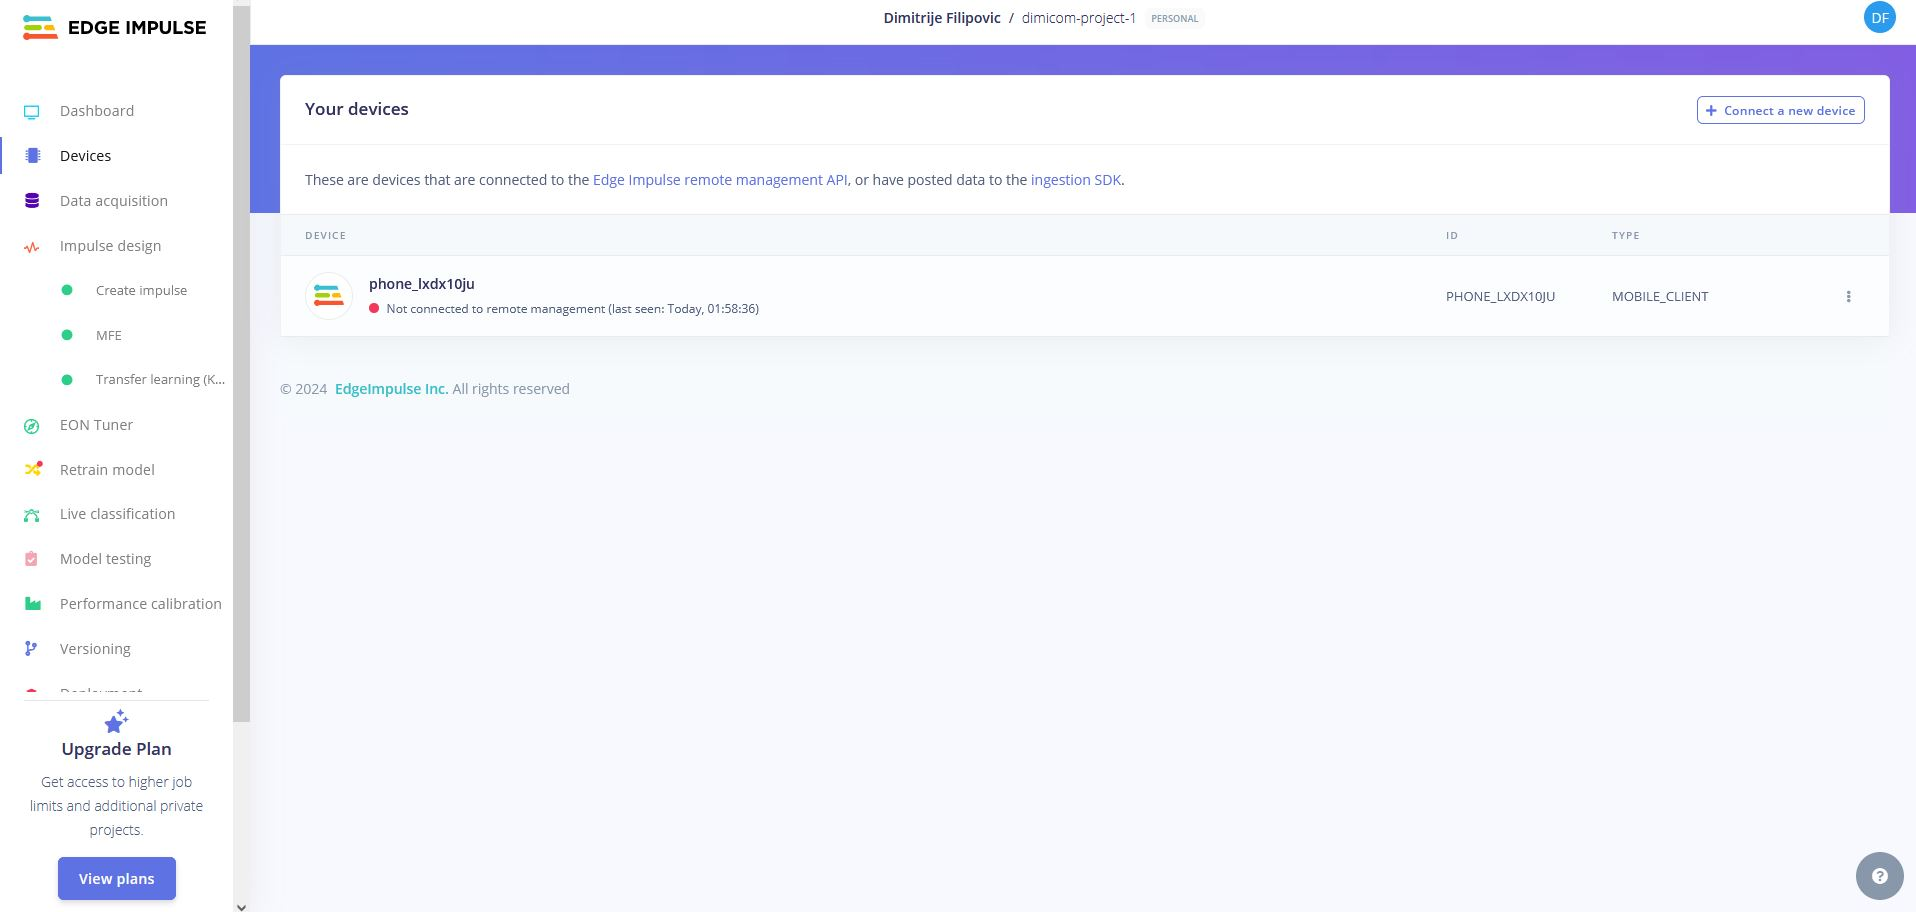 EDGE IMPULSE
Dimitrije Filipovic / dimicom-project-1 PERSONAL
DF
Dashboard
Devices
Data acquisition
Impulse design
Create impulse
MFE
Transfer learning (K...
EON Tuner
Retrain model
Live classification
Model testing
Performance calibration
Versioning
Deployment
Upgrade Plan
Get access to higher job
limits and additional private
projects.
View plans
Your devices
+ Connect a new device
These are devices that are connected to the Edge Impulse remote management API, or have posted data to the ingestion SDK.
DEVICE ID TYPE
phone_lxdx10ju
Not connected to remote management (last seen: Today, 01:58:36)
PHONE_LXDX10JU MOBILE_CLIENT
© 2024 EdgeImpulse Inc. All rights reserved
?